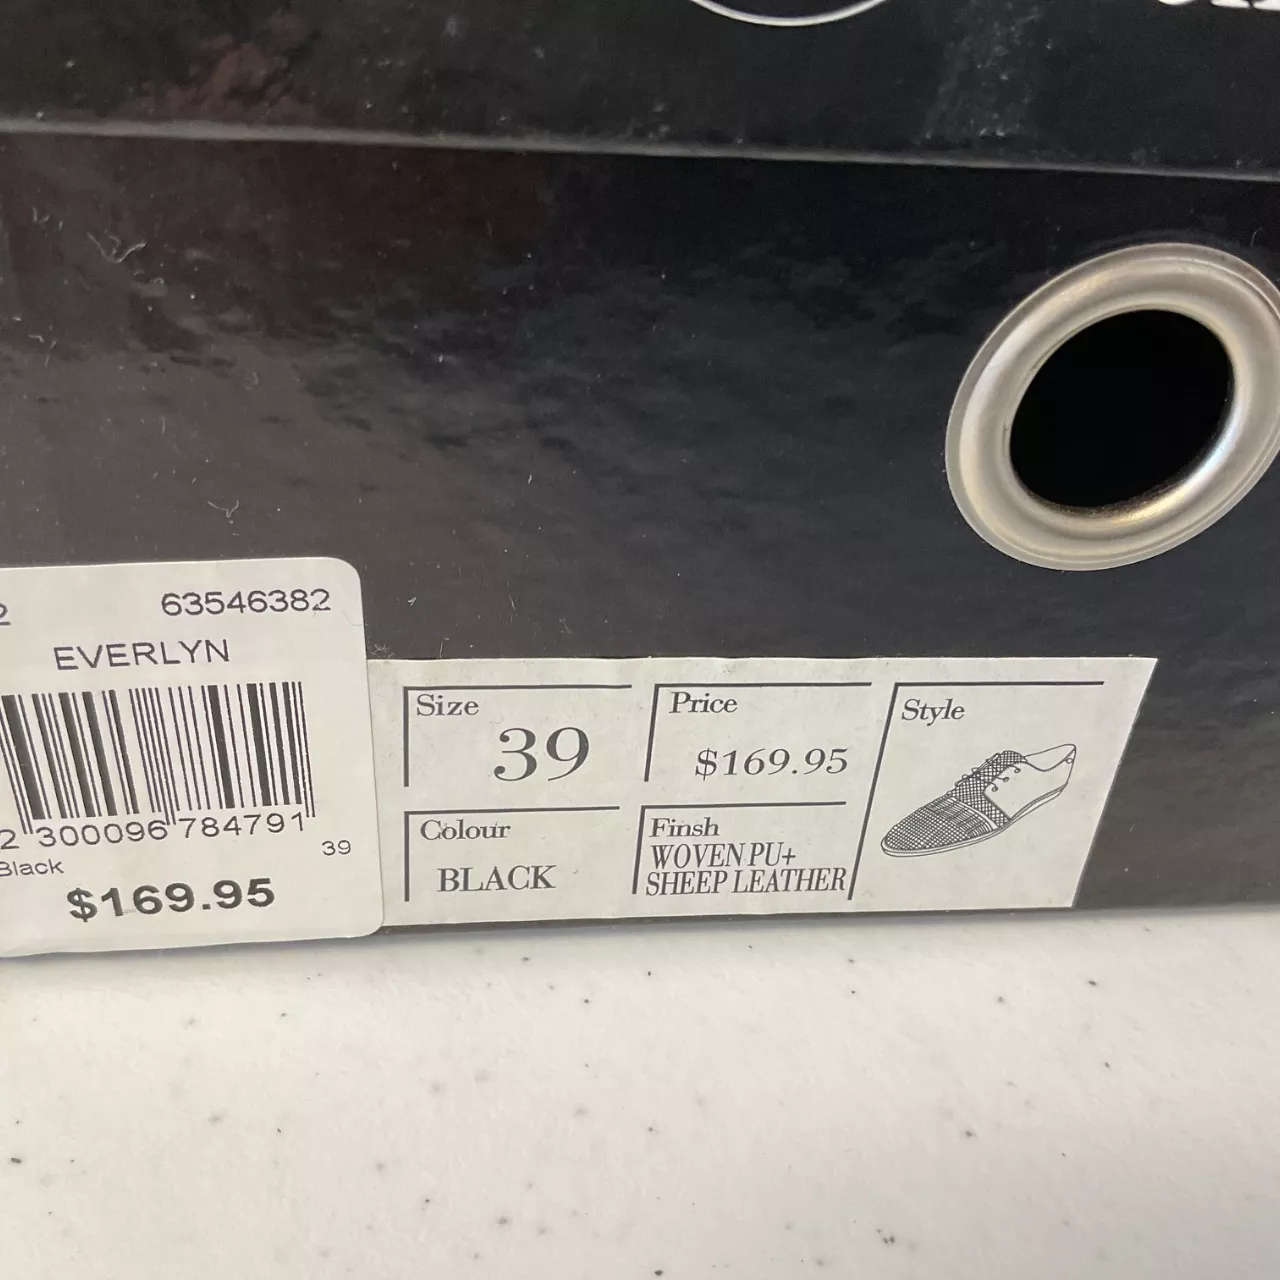 2 63546382
EVERLYN
2 300096 784791
Black 39
$169.95
Size
39
Price
$169.95
Style
Colour
BLACK
Finsh
WOVEN PU+
SHEEP LEATHER